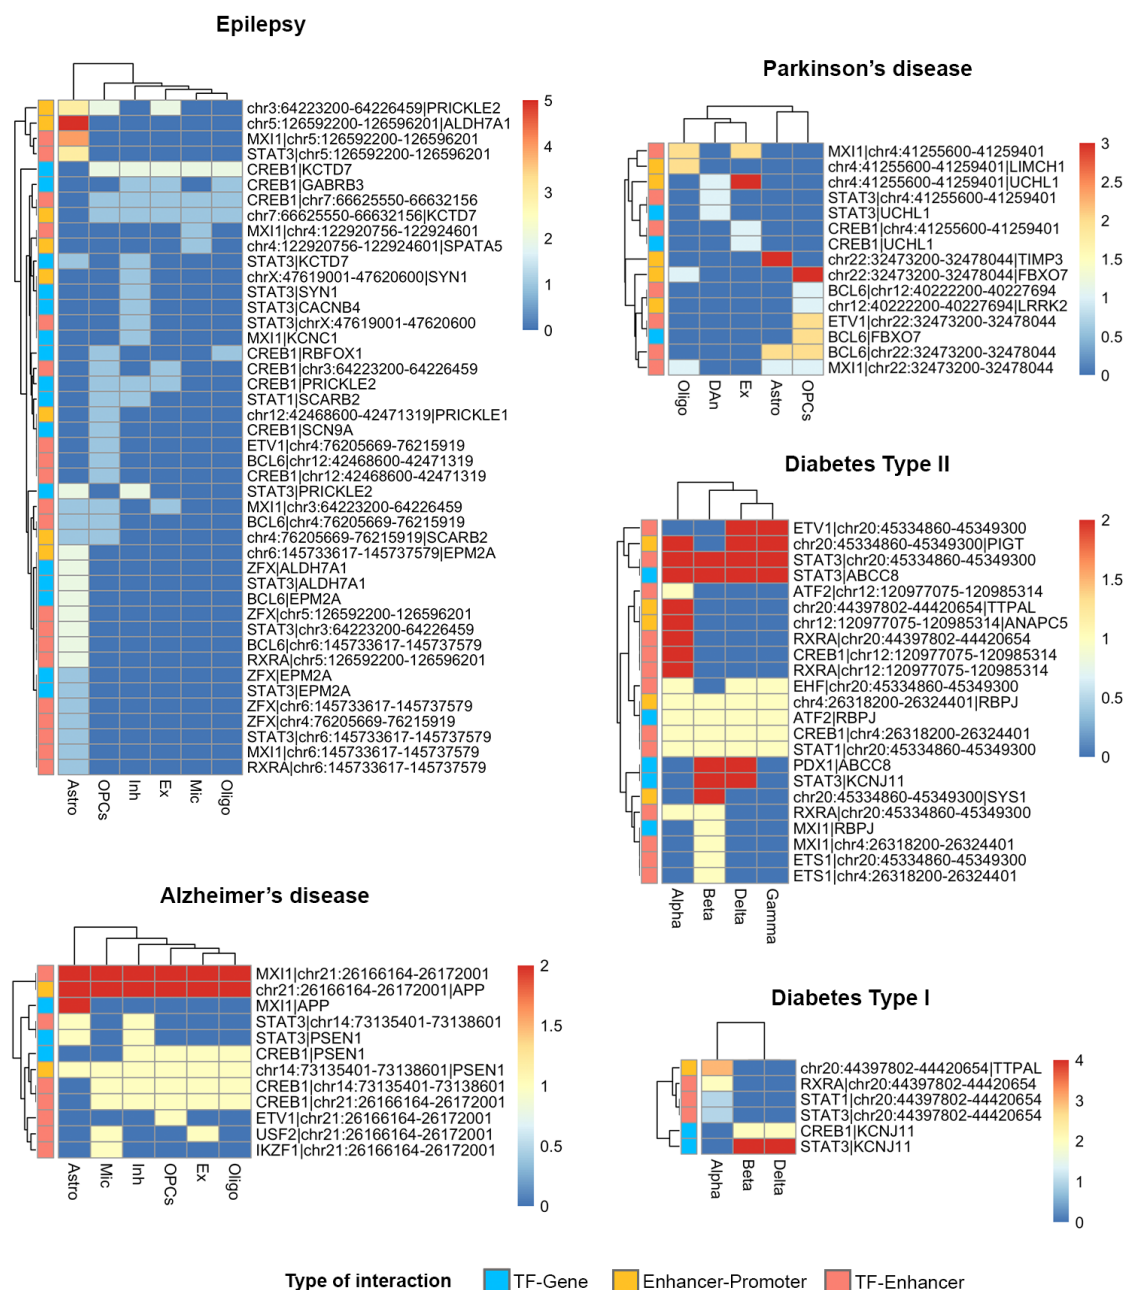 Epilepsy
chr3:64223200-64226459|PRICKLE2
chr5:126592200-126596201|ALDH7A1
MXI1|chr5:126592200-126596201
STAT3|chr5:126592200-126596201
CREB1|KCTD7
CREB1|GABRB3
CREB1|chr7:66625550-66632156
chr7:66625550-66632156|KCTD7
MXI1|chr4:122920756-122924601
chr4:122920756-122924601|SPATA5
STAT3|KCTD7
chrX:47619001-47620600|SYN1
STAT3|SYN1
STAT3|CACNB4
STAT3|chrX:47619001-47620600
MXI1|KCNC1
CREB1|RBFOX1
CREB1|chr3:64223200-64226459
CREB1|PRICKLE2
STAT1|SCARB2
chr12:42468600-42471319|PRICKLE1
CREB1|SCN9A
ETV1|chr4:76205669-76215919
BCL6|chr12:42468600-42471319
CREB1|chr12:42468600-42471319
STAT3|PRICKLE2
MXI1|chr3:64223200-64226459
BCL6|chr4:76205669-76215919
chr4:76205669-76215919|SCARB2
chr6:145733617-145737579|EPM2A
ZFX|ALDH7A1
STAT3|ALDH7A1
BCL6|EPM2A
ZFX|chr5:126592200-126596201
STAT3|chr3:64223200-64226459
BCL6|chr6:145733617-145737579
RXRA|chr5:126592200-126596201
ZFX|EPM2A
STAT3|EPM2A
ZFX|chr6:145733617-145737579
ZFX|chr4:76205669-76215919
STAT3|chr6:145733617-145737579
MXI1|chr6:145733617-145737579
RXRA|chr6:145733617-145737579
Astro OPCs Inh Ex Mic Oligo
5
4
3
2
1
0
Parkinson's disease
MXI1|chr4:41255600-41259401
chr4:41255600-41259401|LIMCH1
chr4:41255600-41259401|UCHL1
STAT3|chr4:41255600-41259401
STAT3|UCHL1
CREB1|chr4:41255600-41259401
CREB1|UCHL1
chr22:32473200-32478044|TIMP3
chr22:32473200-32478044|FBXO7
BCL6|chr12:40222200-40227694
chr12:40222200-40227694|LRRK2
ETV1|chr22:32473200-32478044
BCL6|FBXO7
BCL6|chr22:32473200-32478044
MXI1|chr22:32473200-32478044
Oligo DAn Ex Astro OPCs
3
2.5
2
1.5
1
0.5
0
Diabetes Type II
ETV1|chr20:45334860-45349300
chr20:45334860-45349300|PIGT
STAT3|chr20:45334860-45349300
STAT3|ABCC8
ATF2|chr12:120977075-120985314
chr20:44397802-44420654|TTPAL
chr12:120977075-120985314|ANAPC5
RXRA|chr20:44397802-44420654
CREB1|chr12:120977075-120985314
RXRA|chr12:120977075-120985314
EHF|chr20:45334860-45349300
chr4:26318200-26324401|RBPJ
ATF2|RBPJ
CREB1|chr4:26318200-26324401
STAT1|chr20:45334860-45349300
PDX1|ABCC8
STAT3|KCNJ11
chr20:45334860-45349300|SYS1
RXRA|chr20:45334860-45349300
MXI1|RBPJ
MXI1|chr4:26318200-26324401
ETS1|chr20:45334860-45349300
ETS1|chr4:26318200-26324401
Alpha Beta Delta Gamma
2
1.5
1
0.5
0
Alzheimer's disease
MXI1|chr21:26166164-26172001
chr21:26166164-26172001|APP
MXI1|APP
STAT3|chr14:73135401-73138601
STAT3|PSEN1
CREB1|PSEN1
chr14:73135401-73138601|PSEN1
CREB1|chr14:73135401-73138601
CREB1|chr21:26166164-26172001
ETV1|chr21:26166164-26172001
USF2|chr21:26166164-26172001
IKZF1|chr21:26166164-26172001
Astro Mic Inh OPCs Ex Oligo
2
1.5
1
0.5
0
Diabetes Type I
chr20:44397802-44420654|TTPAL
RXRA|chr20:44397802-44420654
STAT1|chr20:44397802-44420654
STAT3|chr20:44397802-44420654
CREB1|KCNJ11
STAT3|KCNJ11
Alpha Beta Delta
4
3
2
1
0
Type of interaction TF-Gene Enhancer-Promoter TF-Enhancer